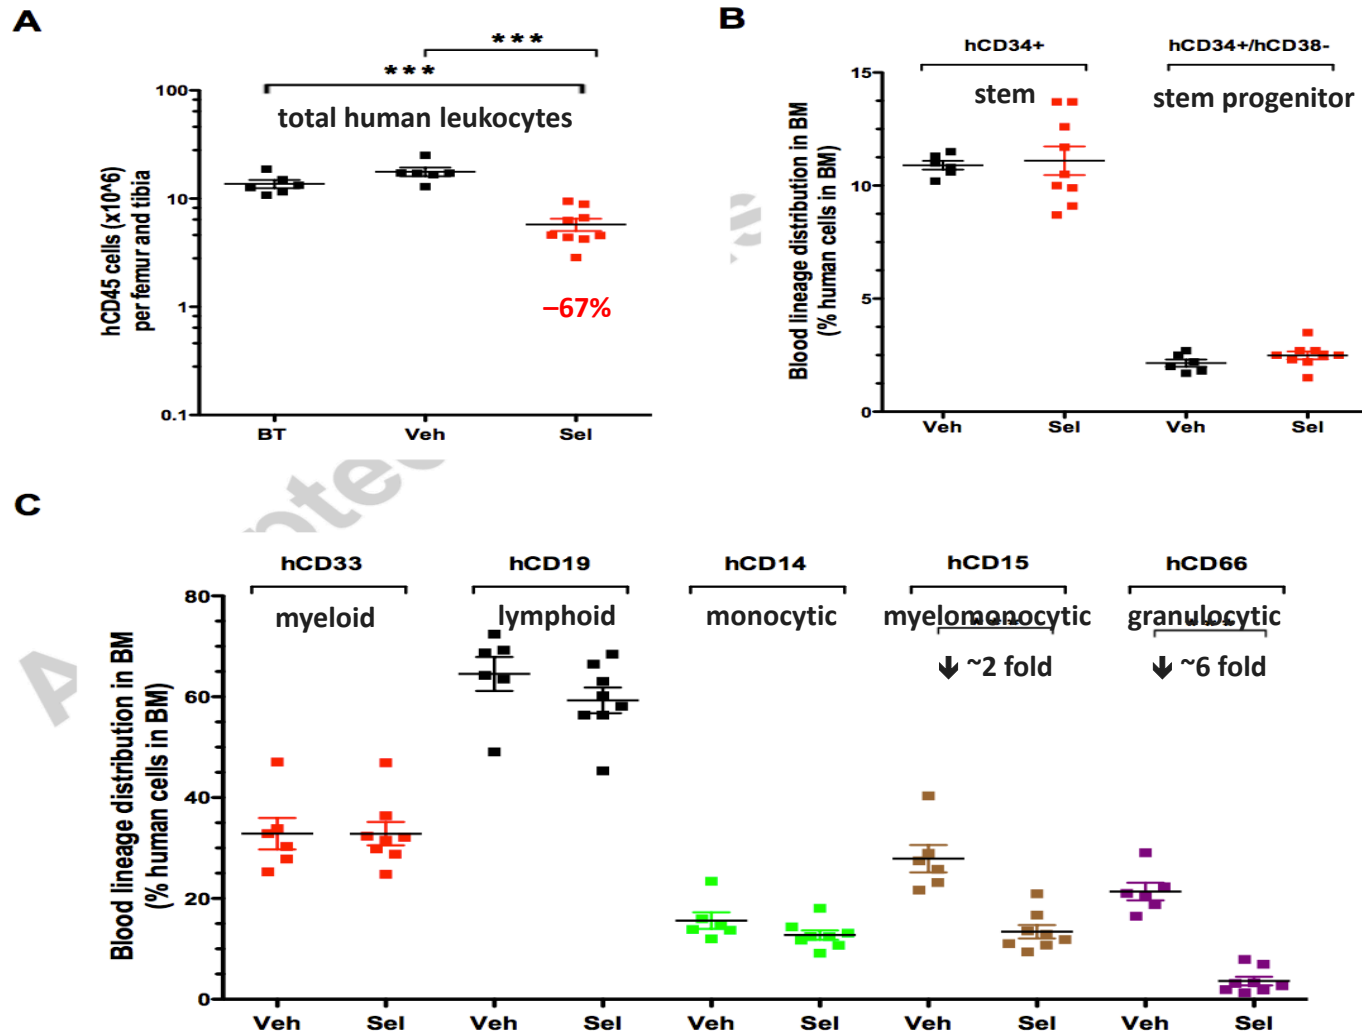 A
***
***
total human leukocytes
hCD45 cells (x10^6)
per femur and tibia
100
10
1
0.1
–67%
BT Veh Sel
B
hCD34+ hCD34+/hCD38-
stem stem progenitor
Blood lineage distribution in BM
(% human cells in BM)
15
10
5
0
Veh Sel Veh Sel
C
hCD33 hCD19 hCD14 hCD15 hCD66
myeloid lymphoid monocytic myelomonocytic granulocytic
↓ ~2 fold ↓ ~6 fold
Blood lineage distribution in BM
(% human cells in BM)
80
60
40
20
0
Veh Sel Veh Sel Veh Sel Veh Sel Veh Sel